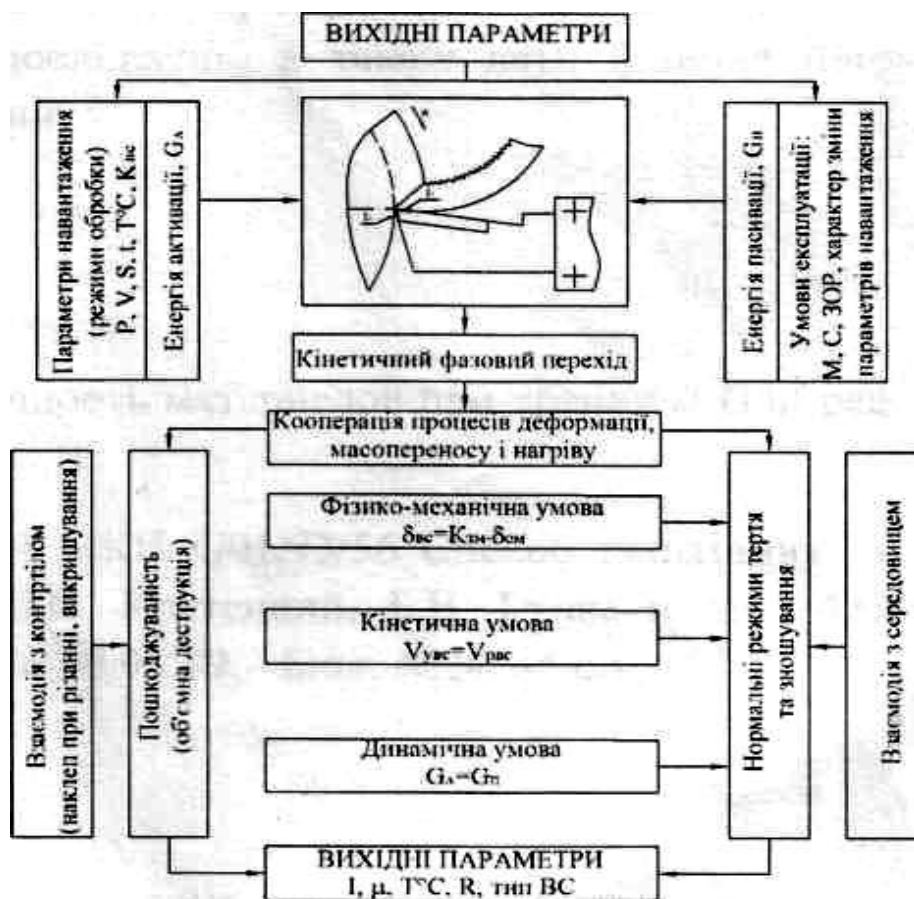 ВИХІДНІ ПАРАМЕТРИ
Параметри навантаження
(режими обробки)
P, V, S, t, T°C, Kвс
Енергія активації, GА
Енергія пасивації, GП
Умови експлуатації:
М, С, ЗОР, характер зміни
параметрів навантаження
Кінетичний фазовий перехід
Кооперація процесів деформації,
масопереносу і нагріву
Взаємодія з контртілом
(наклеп при різанні, викришування)
Пошкоджуваність
(об'ємна деструкція)
Фізико-механічна умова
δвс=Kтм-δом
Кінетична умова
Vувс=Vрвс
Динамічна умова
GА=GП
Нормальні режими тертя
та зношування
Взаємодія з середовищем
ВИХІДНІ ПАРАМЕТРИ
I, μ, T°C, R, тип ВС